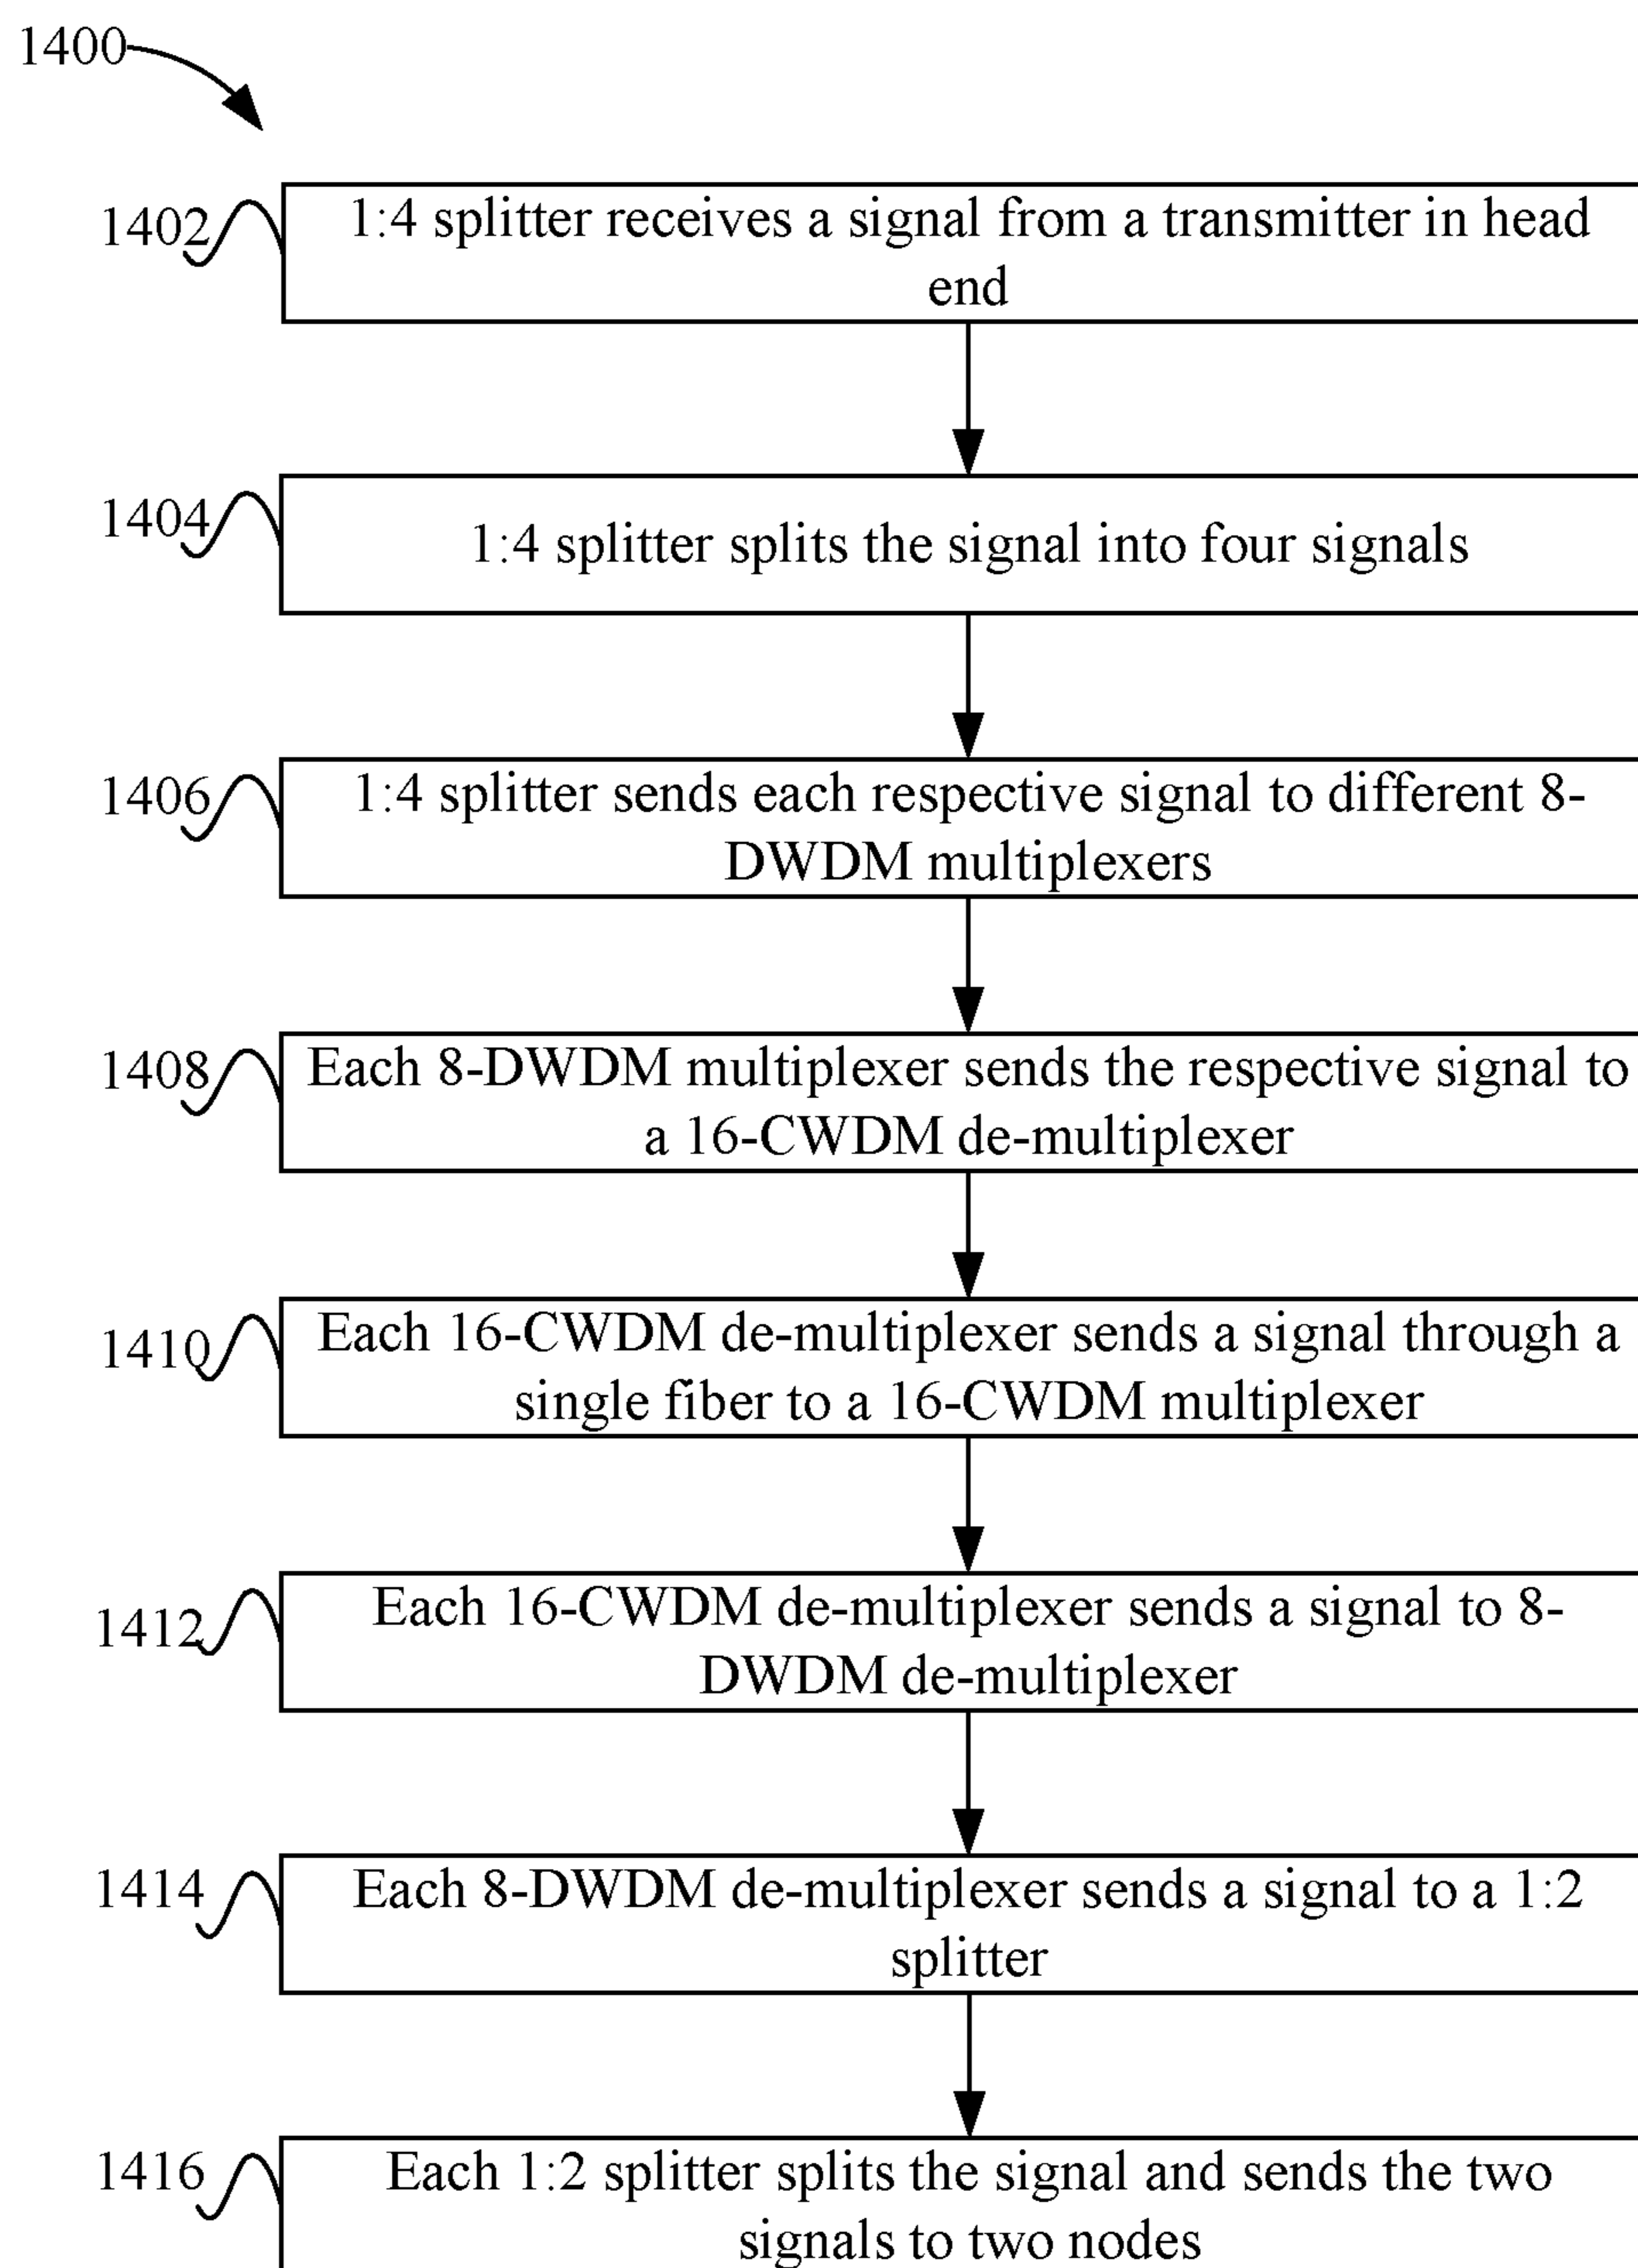 1400
1402
1:4 splitter receives a signal from a transmitter in head
end
1404
1:4 splitter splits the signal into four signals
1406
1:4 splitter sends each respective signal to different 8-
DWDM multiplexers
1408
Each 8-DWDM multiplexer sends the respective signal to
a 16-CWDM de-multiplexer
1410
Each 16-CWDM de-multiplexer sends a signal through a
single fiber to a 16-CWDM multiplexer
1412
Each 16-CWDM de-multiplexer sends a signal to 8-
DWDM de-multiplexer
1414
Each 8-DWDM de-multiplexer sends a signal to a 1:2
splitter
1416
Each 1:2 splitter splits the signal and sends the two
signals to two nodes